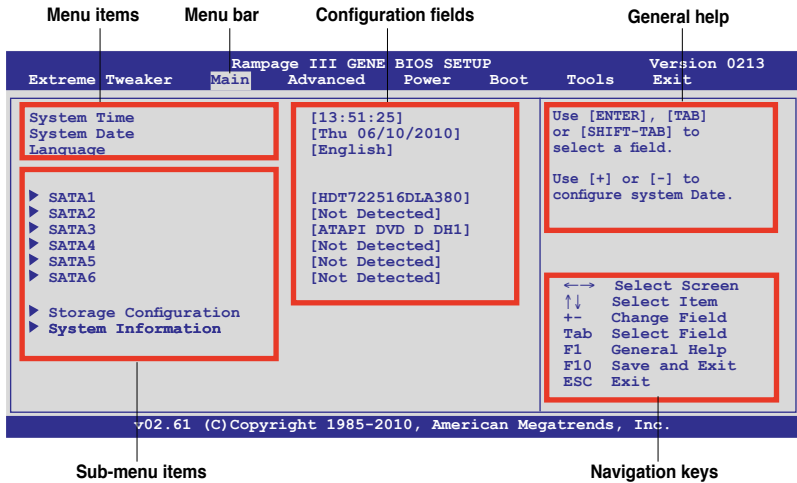 Menu items Menu bar Configuration fields General help
Rampage III GENE BIOS SETUP Version 0213
Extreme Tweaker Main Advanced Power Boot Tools Exit
System Time [13:51:25]
System Date [Thu 06/10/2010]
Language [English]
Use [ENTER], [TAB]
or [SHIFT-TAB] to
select a field.
Use [+] or [-] to
configure system Date.
▶ SATA1 [HDT722516DLA380]
▶ SATA2 [Not Detected]
▶ SATA3 [ATAPI DVD D DH1]
▶ SATA4 [Not Detected]
▶ SATA5 [Not Detected]
▶ SATA6 [Not Detected]
▶ Storage Configuration
▶ System Information
←→ Select Screen
↑↓ Select Item
+- Change Field
Tab Select Field
F1 General Help
F10 Save and Exit
ESC Exit
v02.61 (C)Copyright 1985-2010, American Megatrends, Inc.
Sub-menu items Navigation keys